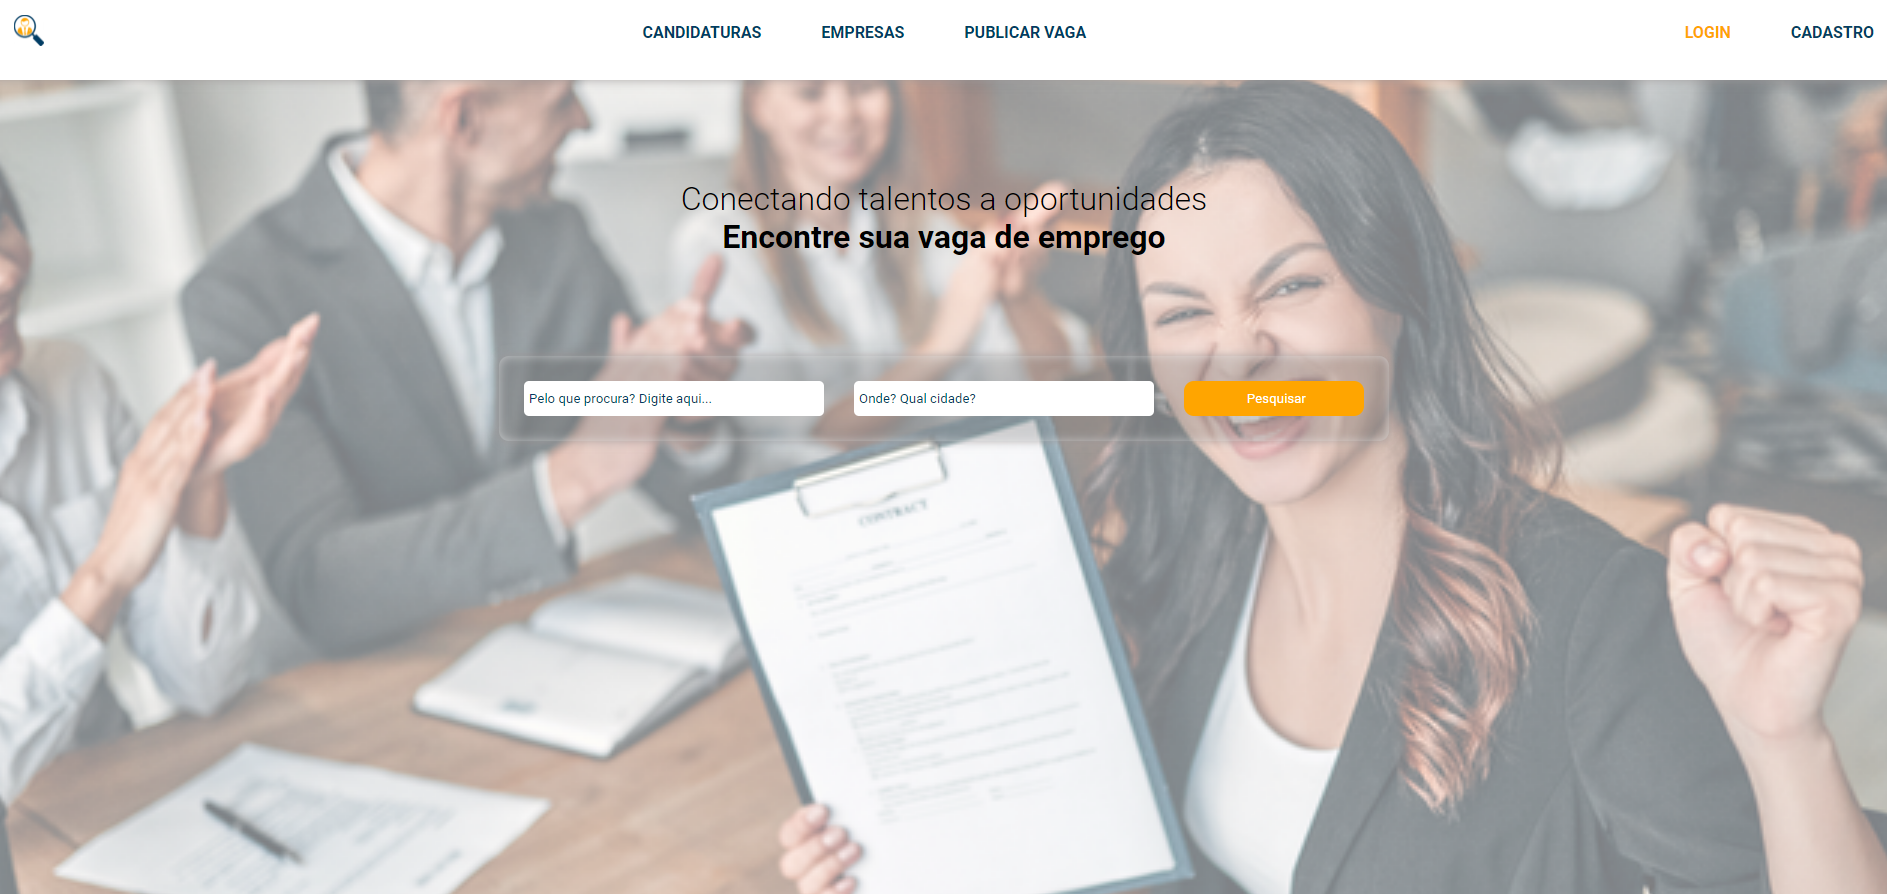 CANDIDATURAS EMPRESAS PUBLICAR VAGA LOGIN CADASTRO
Conectando talentos a oportunidades
Encontre sua vaga de emprego
Pelo que procura? Digite aqui... Onde? Qual cidade? Pesquisar
CONTRACT